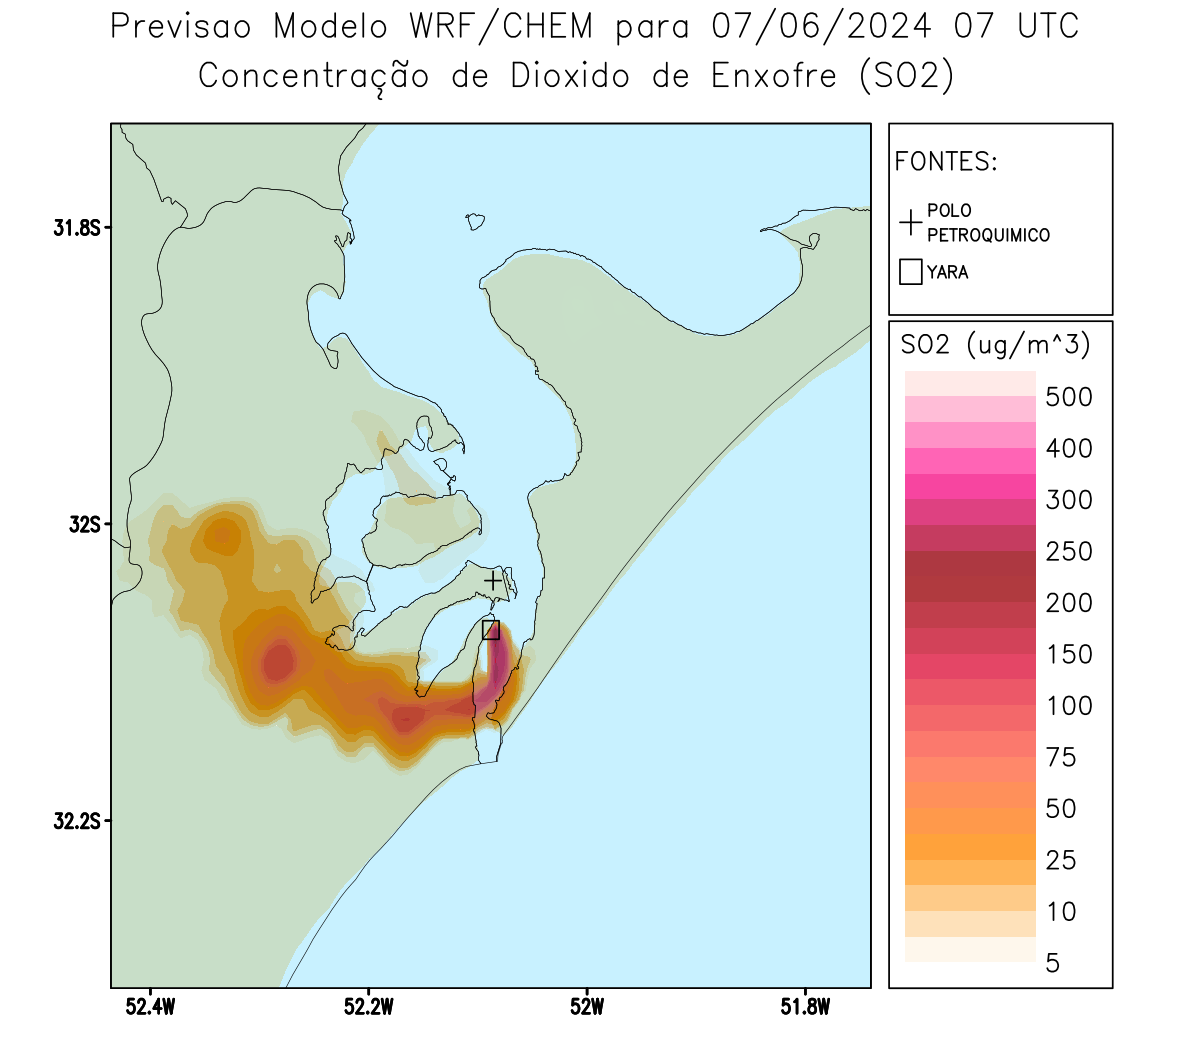 Previsao Modelo WRF/CHEM para 07/06/2024 07 UTC
Concentração de Dioxido de Enxofre (SO2)
FONTES:
POLO
PETROQUIMICO
YARA
31.8S
32S
32.2S
52.4W
52.2W
52W
51.8W
SO2 (ug/m^3)
500
400
300
250
200
150
100
75
50
25
10
5